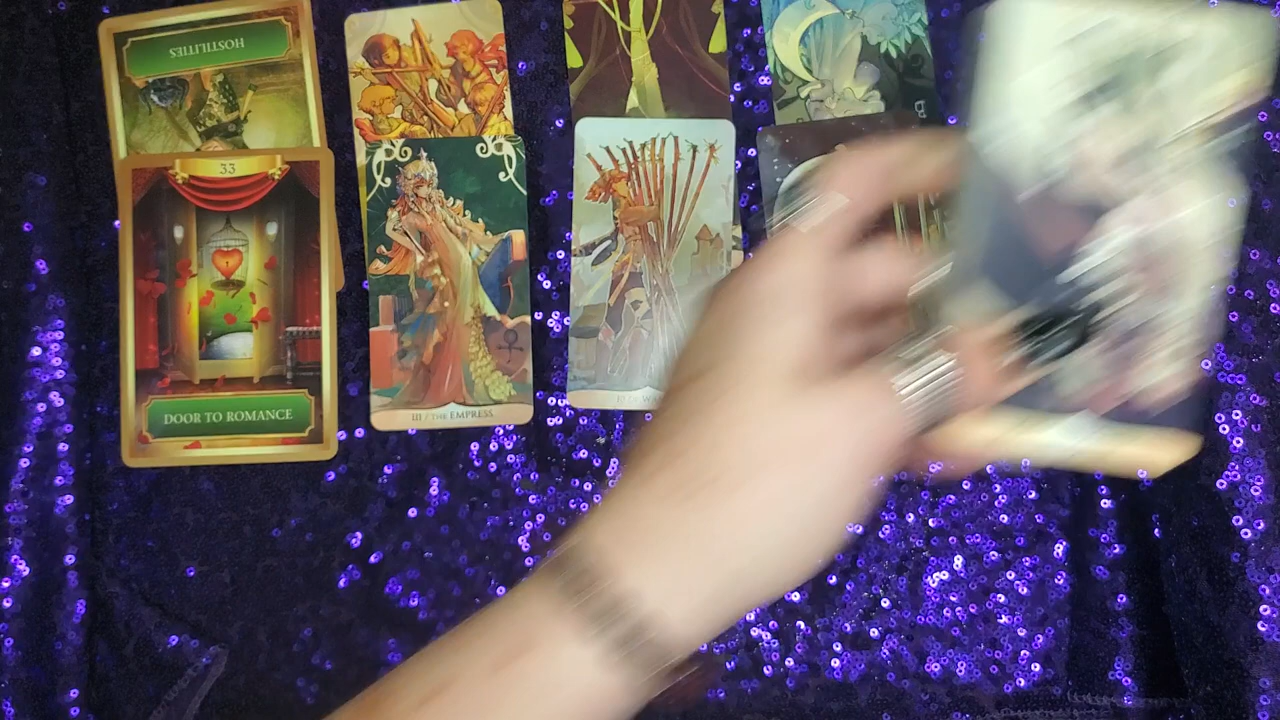 HOSTILITIES
33
DOOR TO ROMANCE
III / THE EMPRESS